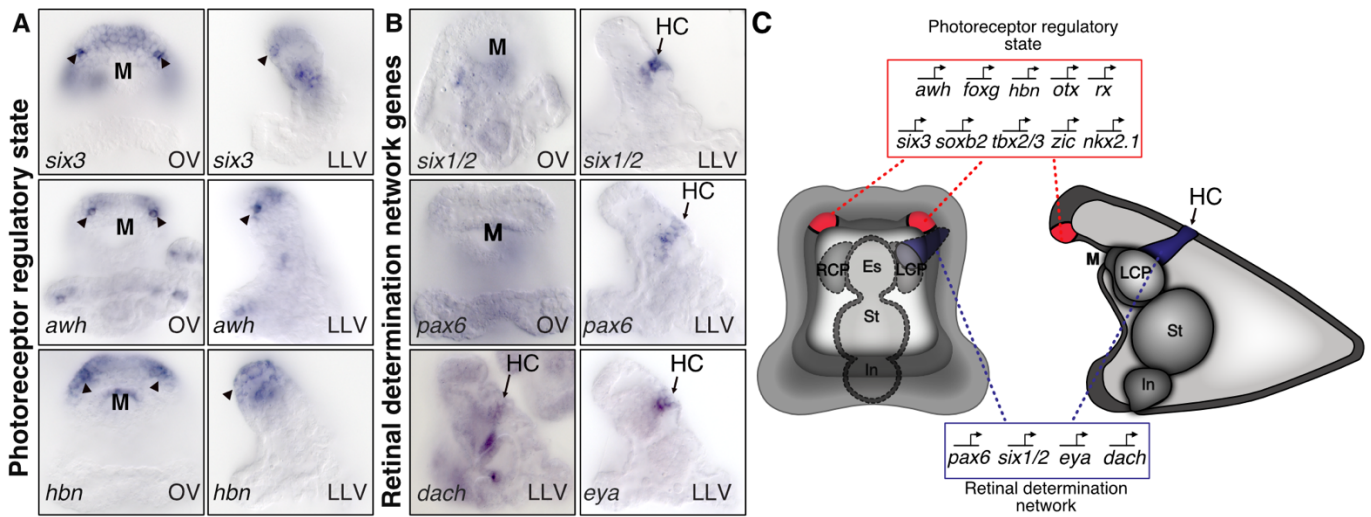 A
Photoreceptor regulatory state
M
six3
OV
six3
LLV
M
awh
OV
awh
LLV
M
hbn
OV
hbn
LLV
B
Retinal determination network genes
M
six1/2
OV
HC
six1/2
LLV
M
pax6
OV
HC
pax6
LLV
HC
dach
LLV
HC
eya
LLV
C
Photoreceptor regulatory
state
awh foxg hbn otx rx
six3 soxb2 tbx2/3 zic nkx2.1
RCP
Es
LCP
St
In
HC
M
LCP
St
In
pax6 six1/2 eya dach
Retinal determination
network